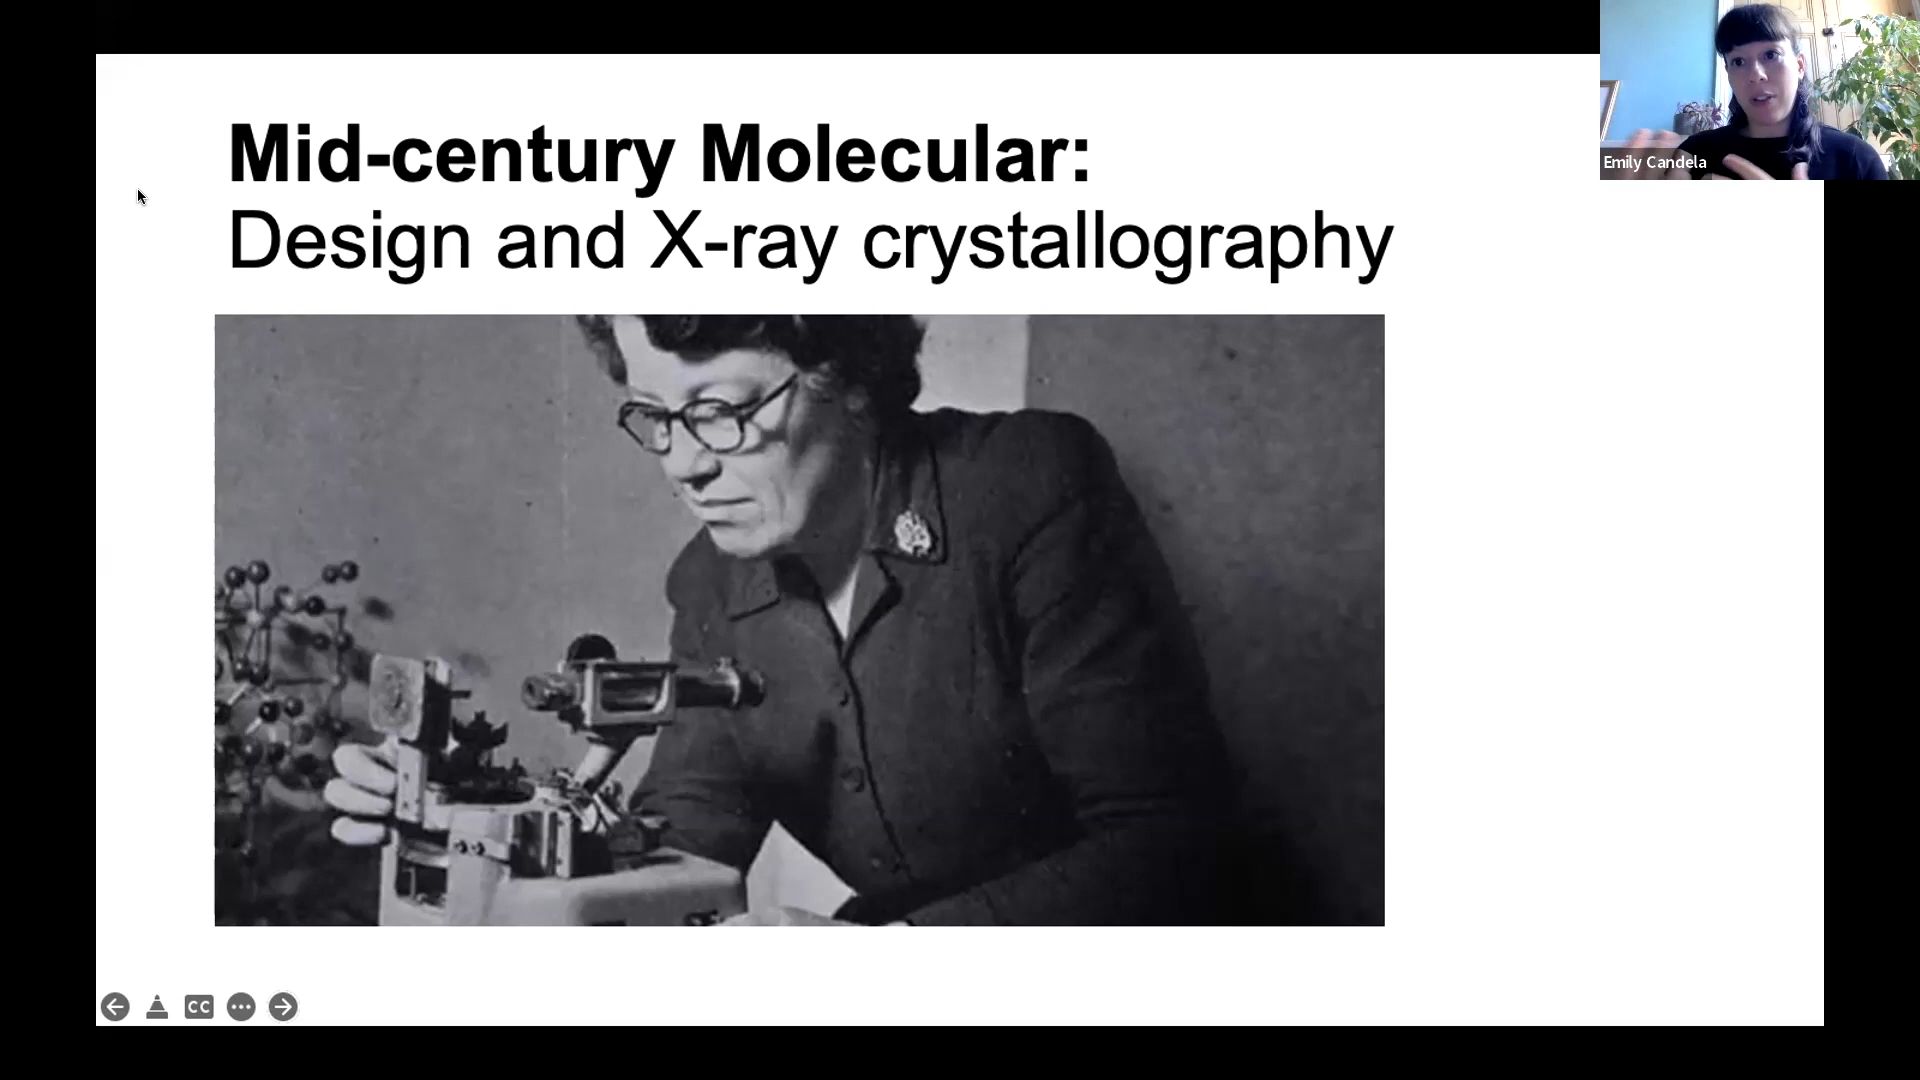 Mid-century Molecular:
Design and X-ray crystallography
Emily Candela
CC